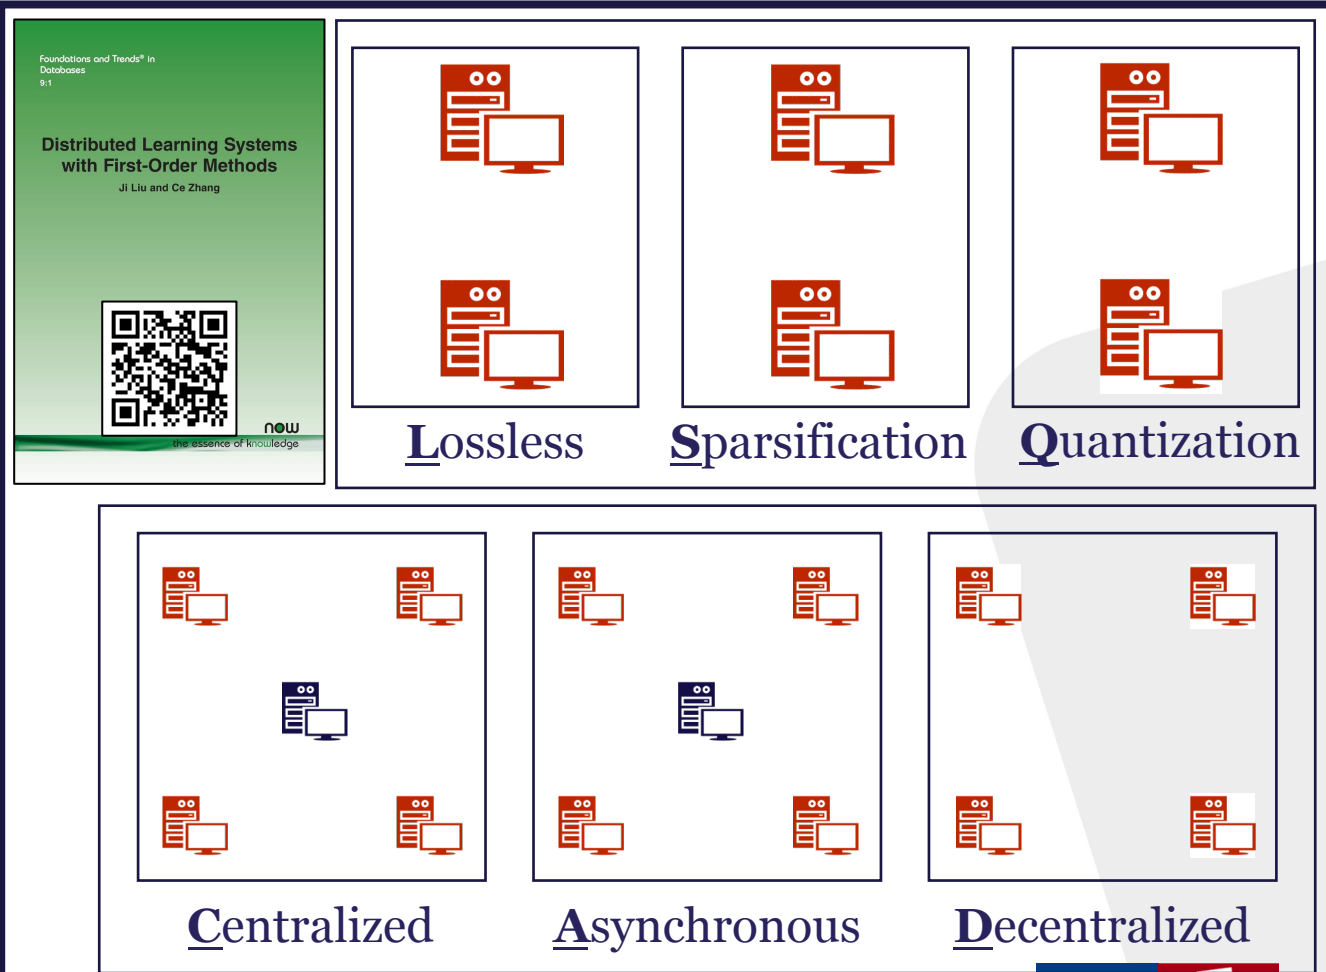 Foundations and Trends® in
Databases
9:1
Distributed Learning Systems
with First-Order Methods
Ji Liu and Ce Zhang
now
the essence of knowledge
Lossless
Sparsification
Quantization
Centralized
Asynchronous
Decentralized